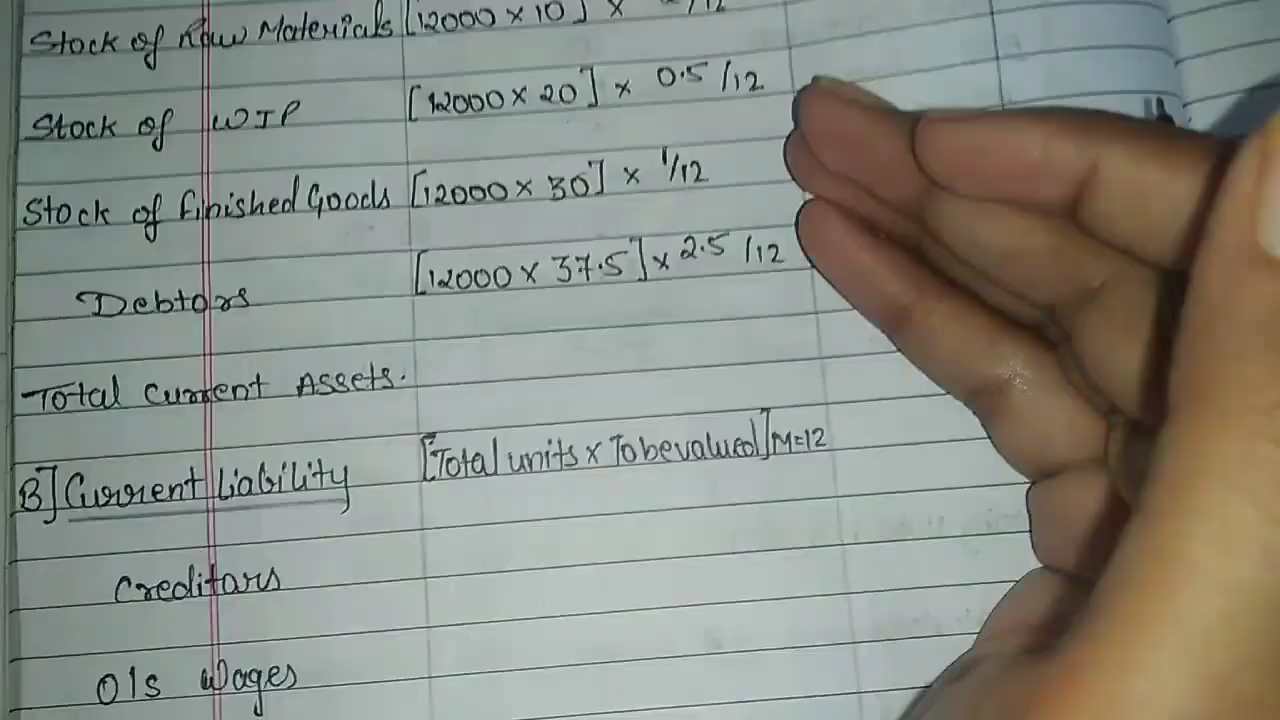 Stock of Raw Materials [12000 × 10] × /12
Stock of WIP [12000 × 20] × 0.5/12
Stock of Finished Goods [12000 × 30] × 1/12
Debtors [12000 × 37.5] × 2.5/12
Total Current Assets.
B] Current Liability [Total units × To be valued] M=12
Creditars
O/s Wages